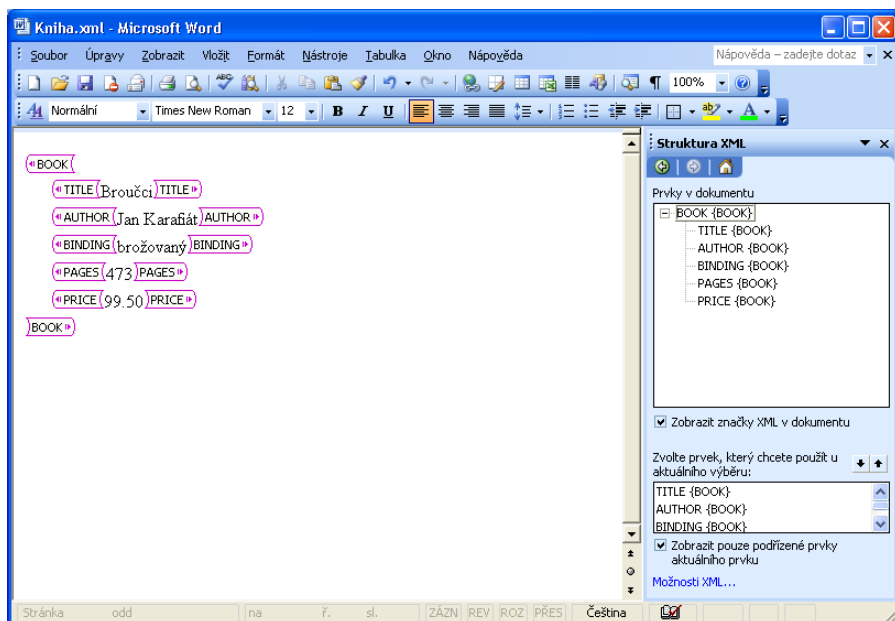 Kniha.xml - Microsoft Word
Soubor Úpravy Zobrazit Vložit Formát Nástroje Tabulka Okno Nápověda Nápověda – zadejte dotaz
100%
Normální Times New Roman 12 B I U
BOOK
TITLE Broučci TITLE
AUTHOR Jan Karafiát AUTHOR
BINDING brožovaný BINDING
PAGES 473 PAGES
PRICE 99.50 PRICE
BOOK
Struktura XML
Prvky v dokumentu
BOOK {BOOK}
TITLE {BOOK}
AUTHOR {BOOK}
BINDING {BOOK}
PAGES {BOOK}
PRICE {BOOK}
Zobrazit značky XML v dokumentu
Zvolte prvek, který chcete použít u
aktuálního výběru:
TITLE {BOOK}
AUTHOR {BOOK}
BINDING {BOOK}
Zobrazit pouze podřízené prvky
aktuálního prvku
Možnosti XML...
Stránka odd na ř. sl. ZÁZN REV ROZ PŘES Čeština